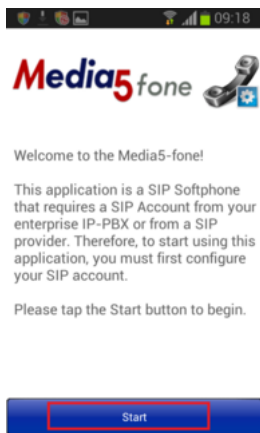 09:18
Media5 fone
Welcome to the Media5-fone!
This application is a SIP Softphone
that requires a SIP Account from your
enterprise IP-PBX or from a SIP
provider. Therefore, to start using this
application, you must first configure
your SIP account.
Please tap the Start button to begin.
Start